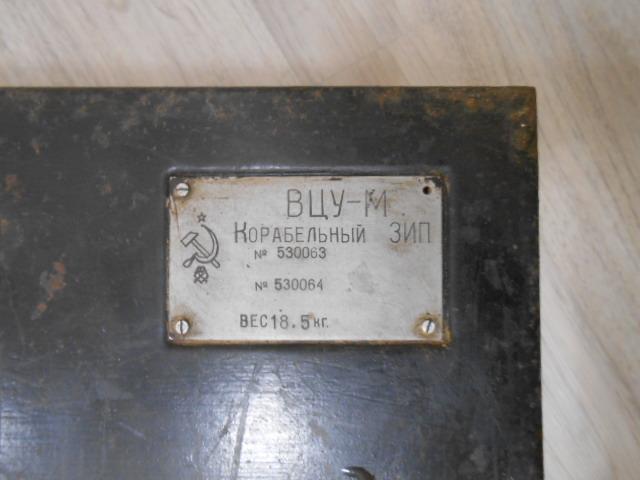 ВЦУ-М
КОРАБЕЛЬНЫЙ ЗИП
№ 530063
№ 530064
ВЕС 18.5 кг.